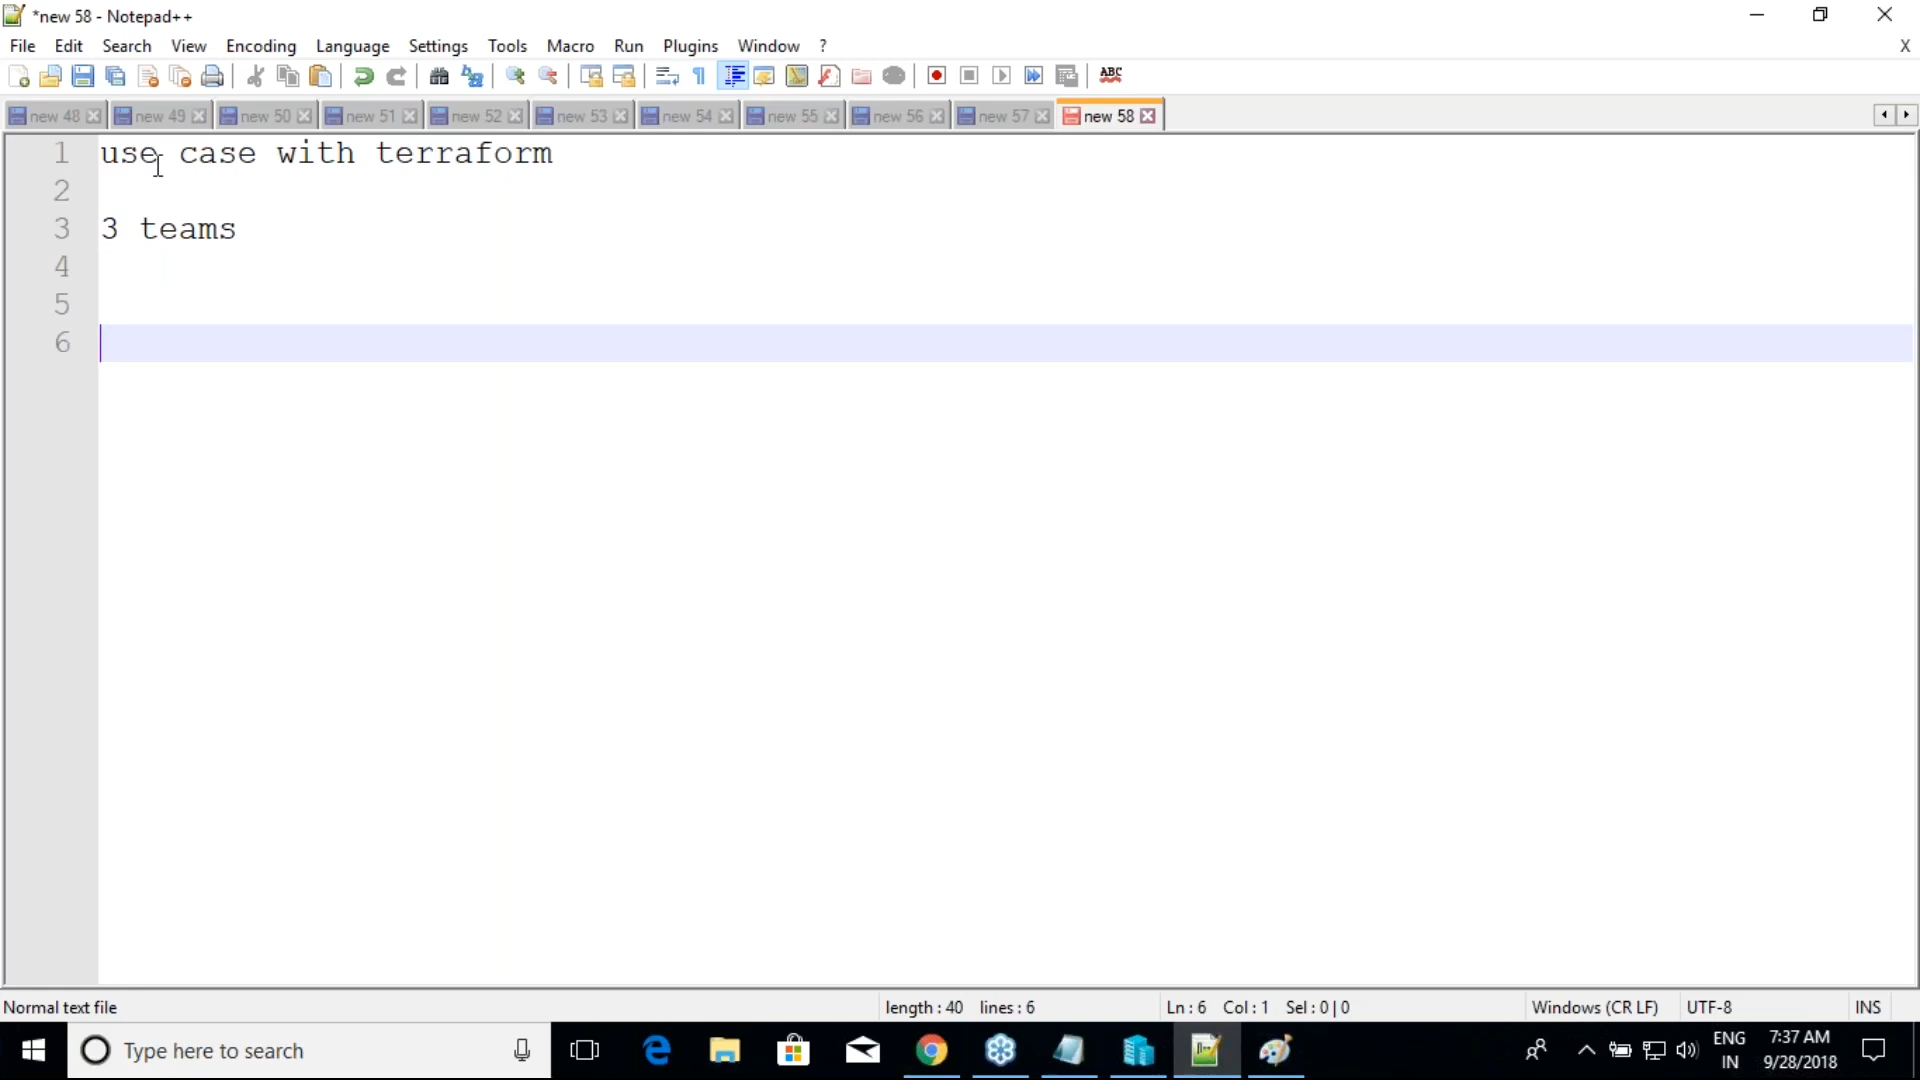 *new 58 - Notepad++
File Edit Search View Encoding Language Settings Tools Macro Run Plugins Window ? X
ABC
new 48 new 49 new 50 new 51 new 52 new 53 new 54 new 55 new 56 new 57 new 58
1 use case with terraform
2
3 3 teams
4
5
6
Normal text file length : 40 lines : 6 Ln : 6 Col : 1 Sel : 0 | 0 Windows (CR LF) UTF-8 INS
Type here to search
ENG
IN
7:37 AM
9/28/2018